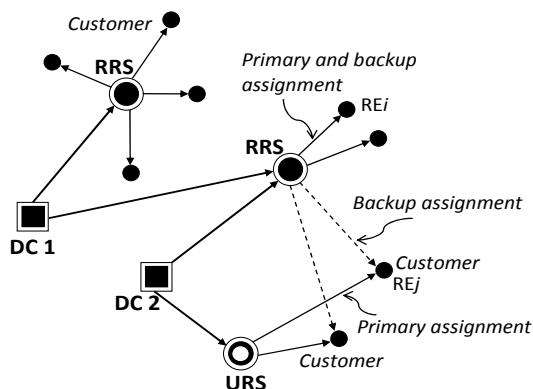 Customer
RRS
Primary and backup
assignment
REi
RRS
DC 1
Backup assignment
DC 2
Customer
REj
Primary assignment
Customer
URS